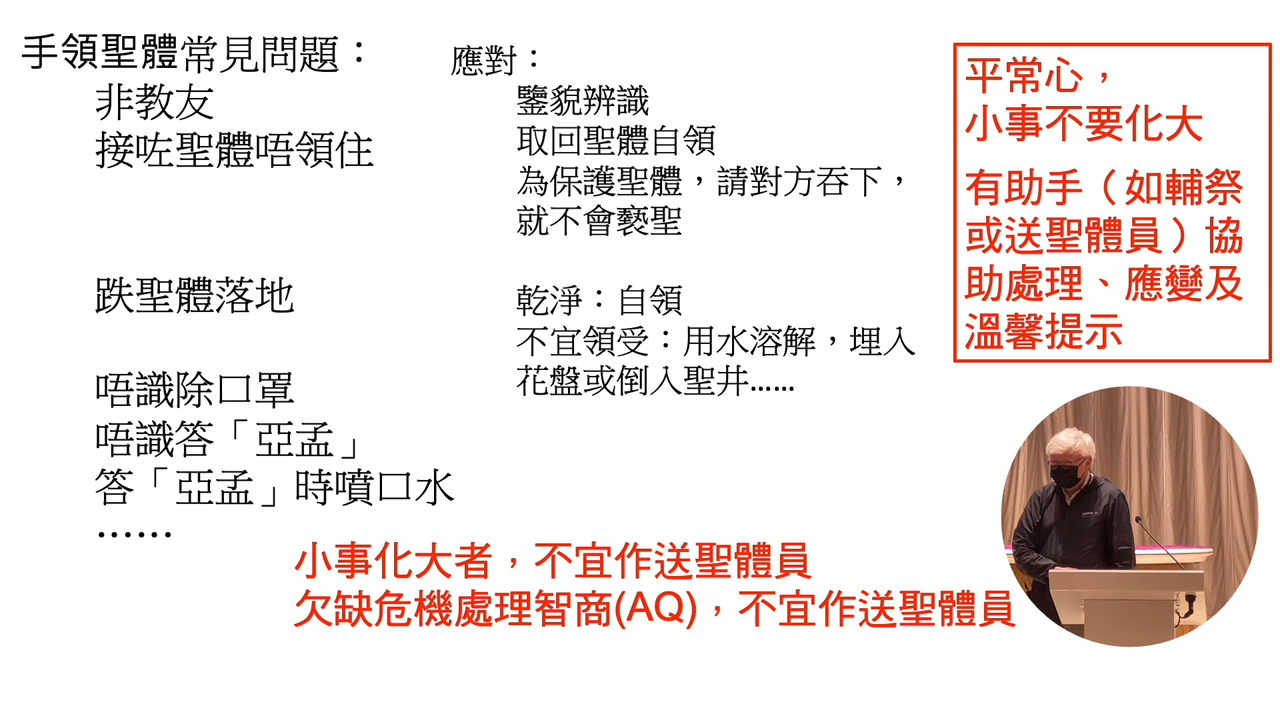 手領聖體常見問題：
非教友
接咗聖體唔領住
跌聖體落地
唔識除口罩
唔識答「亞孟」
答「亞孟」時噴口水
……
應對：
鑒貌辨識
取回聖體自領
為保護聖體，請對方吞下，
就不會褻聖
乾淨：自領
不宜領受：用水溶解，埋入
花盤或倒入聖井……
平常心，
小事不要化大
有助手（如輔祭
或送聖體員）協
助處理、應變及
溫馨提示
小事化大者，不宜作送聖體員
欠缺危機處理智商(AQ)，不宜作送聖體員